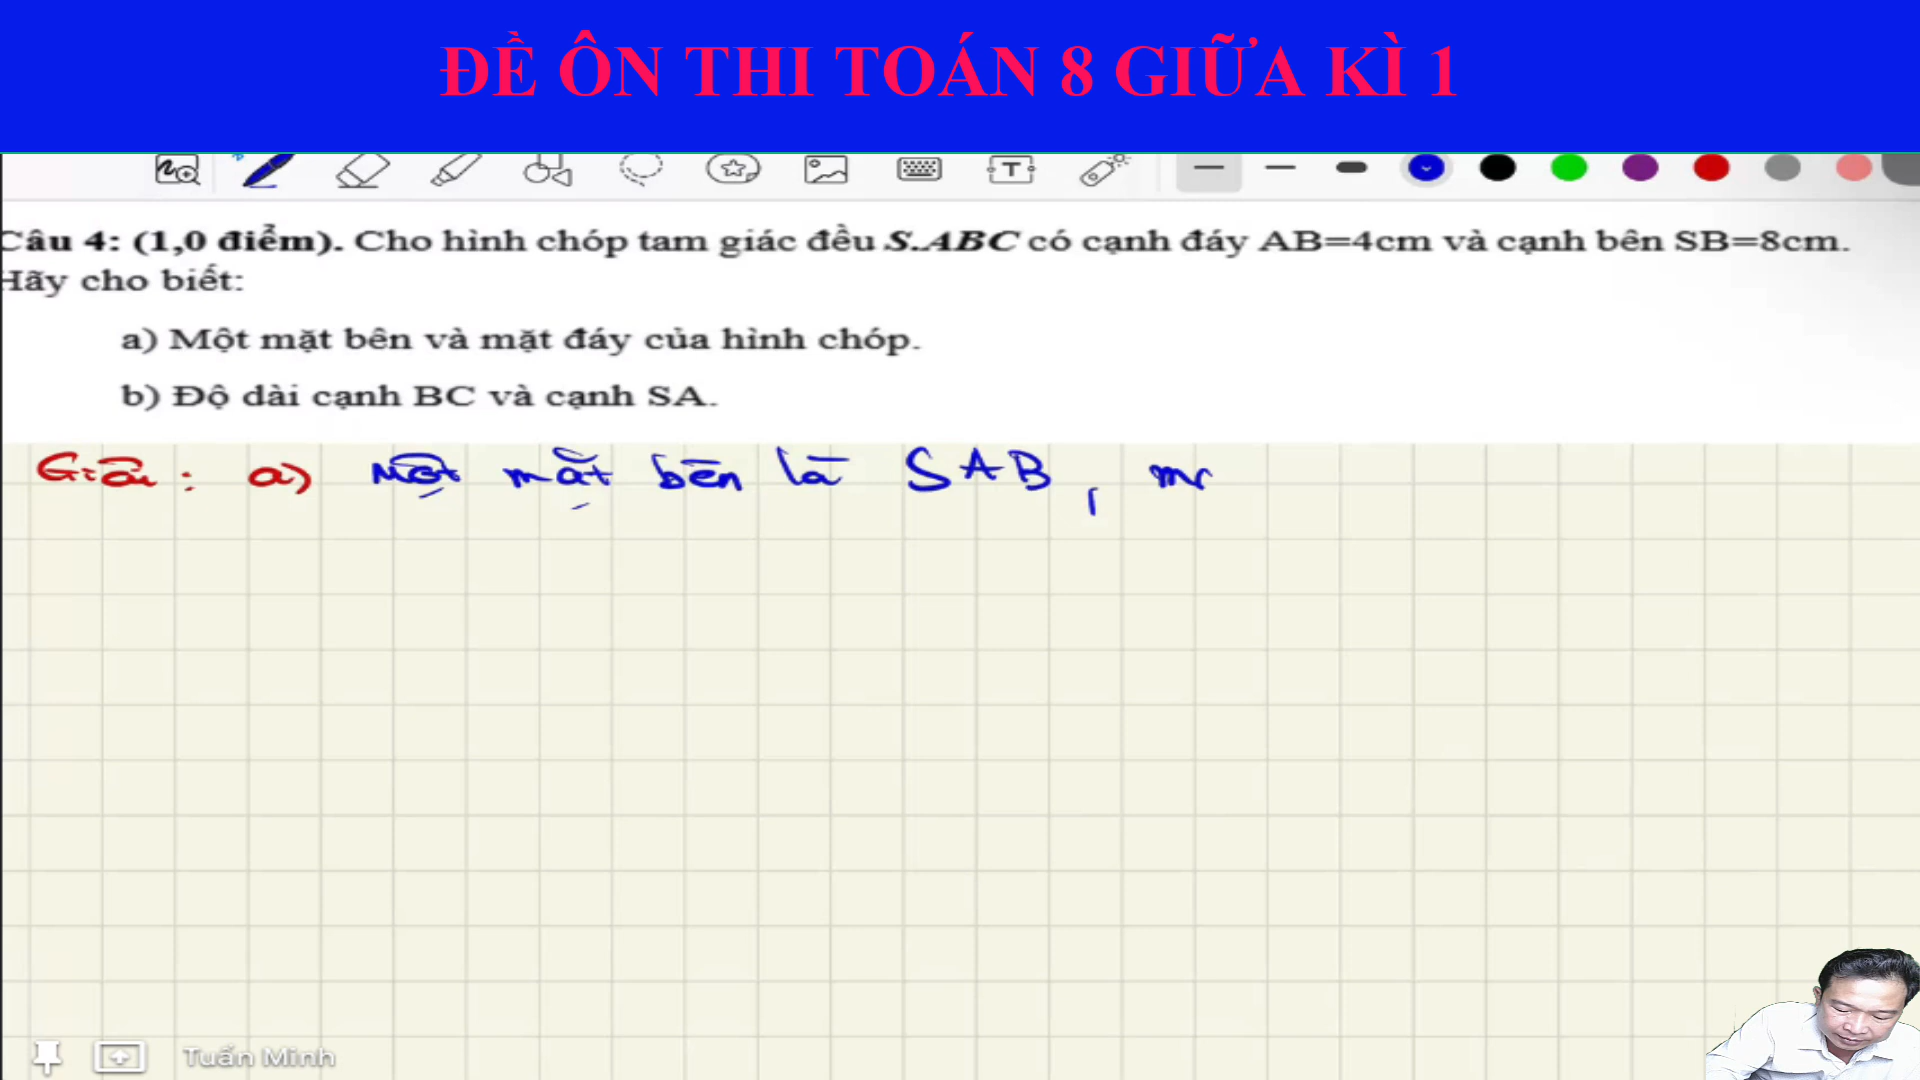 ĐỀ ÔN THI TOÁN 8 GIỮA KÌ 1
Câu 4: (1,0 điểm). Cho hình chóp tam giác đều S.ABC có cạnh đáy AB=4cm và cạnh bên SB=8cm.
Hãy cho biết:
a) Một mặt bên và mặt đáy của hình chóp.
b) Độ dài cạnh BC và cạnh SA.
Giải : a) Một mặt bên là SAB ,
Tuấn Minh